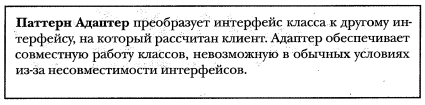 Паттерн Адаптер преобразует интерфейс класса к другому ин-
терфейсу, на который рассчитан клиент. Адаптер обеспечивает
совместную работу классов, невозможную в обычных условиях
из-за несовместимости интерфейсов.